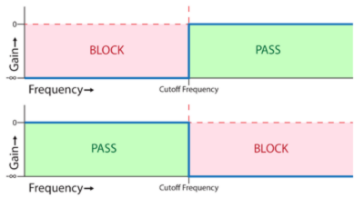 0
Gain→
BLOCK
PASS
-∞
Frequency→
Cutoff Frequency
0
Gain→
PASS
BLOCK
-∞
Frequency→
Cutoff Frequency